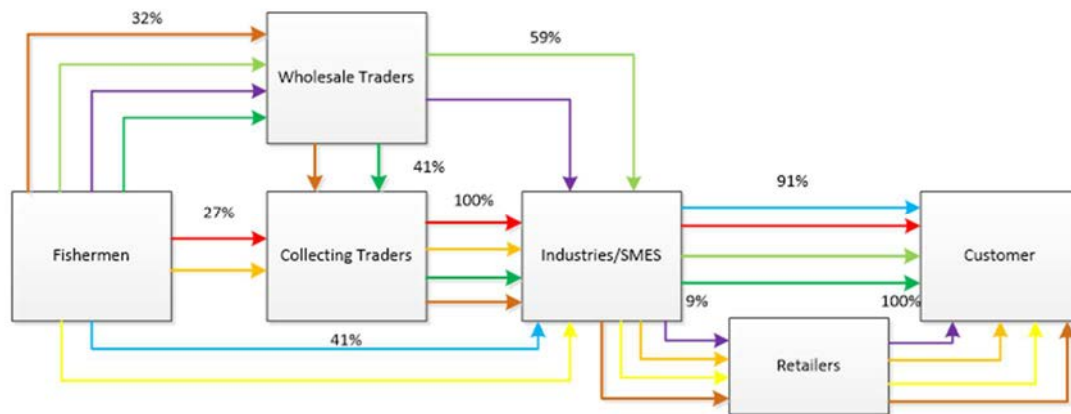 32%
59%
Wholesale Traders
41%
27%
100%
91%
Fishermen
Collecting Traders
Industries/SMES
Customer
9%
100%
41%
Retailers